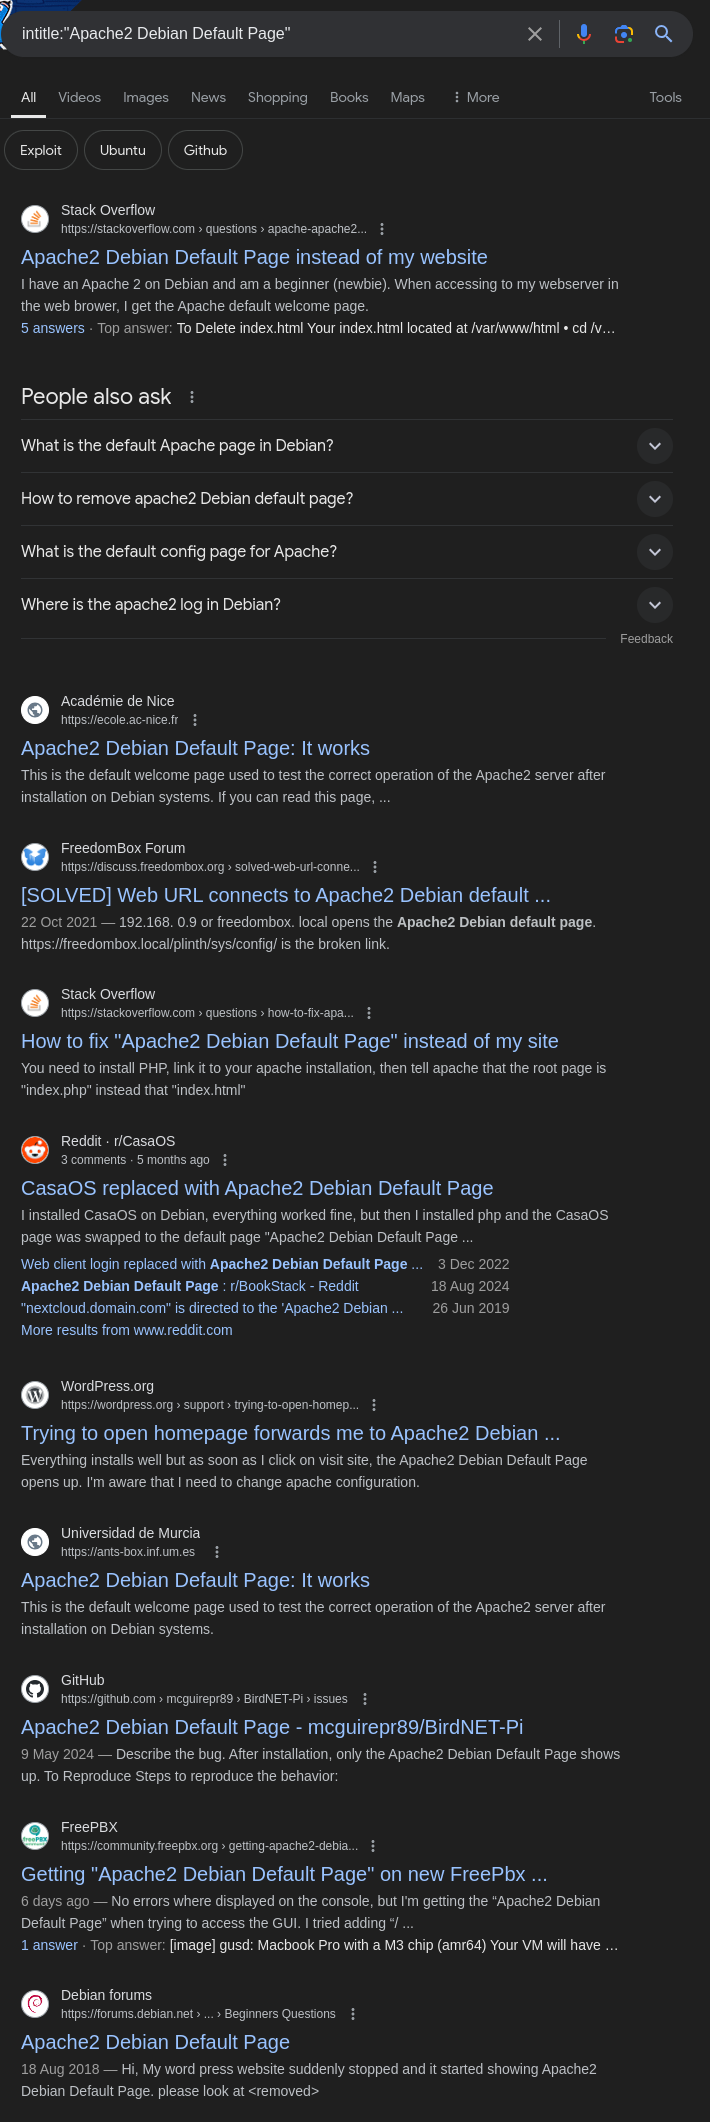 intitle:"Apache2 Debian Default Page"
All Videos Images News Shopping Books Maps More Tools
Exploit Ubuntu Github
Stack Overflow
https://stackoverflow.com › questions › apache-apache2...
Apache2 Debian Default Page instead of my website
I have an Apache 2 on Debian and am a beginner (newbie). When accessing to my webserver in
the web brower, I get the Apache default welcome page.
5 answers · Top answer: To Delete index.html Your index.html located at /var/www/html • cd /v…
People also ask
What is the default Apache page in Debian?
How to remove apache2 Debian default page?
What is the default config page for Apache?
Where is the apache2 log in Debian?
Feedback
Académie de Nice
https://ecole.ac-nice.fr
Apache2 Debian Default Page: It works
This is the default welcome page used to test the correct operation of the Apache2 server after
installation on Debian systems. If you can read this page, ...
FreedomBox Forum
https://discuss.freedombox.org › solved-web-url-conne...
[SOLVED] Web URL connects to Apache2 Debian default ...
22 Oct 2021 — 192.168. 0.9 or freedombox. local opens the Apache2 Debian default page.
https://freedombox.local/plinth/sys/config/ is the broken link.
Stack Overflow
https://stackoverflow.com › questions › how-to-fix-apa...
How to fix "Apache2 Debian Default Page" instead of my site
You need to install PHP, link it to your apache installation, then tell apache that the root page is
"index.php" instead that "index.html"
Reddit · r/CasaOS
3 comments · 5 months ago
CasaOS replaced with Apache2 Debian Default Page
I installed CasaOS on Debian, everything worked fine, but then I installed php and the CasaOS
page was swapped to the default page "Apache2 Debian Default Page ...
Web client login replaced with Apache2 Debian Default Page ... 3 Dec 2022
Apache2 Debian Default Page : r/BookStack - Reddit 18 Aug 2024
"nextcloud.domain.com" is directed to the 'Apache2 Debian ... 26 Jun 2019
More results from www.reddit.com
WordPress.org
https://wordpress.org › support › trying-to-open-homep...
Trying to open homepage forwards me to Apache2 Debian ...
Everything installs well but as soon as I click on visit site, the Apache2 Debian Default Page
opens up. I'm aware that I need to change apache configuration.
Universidad de Murcia
https://ants-box.inf.um.es
Apache2 Debian Default Page: It works
This is the default welcome page used to test the correct operation of the Apache2 server after
installation on Debian systems.
GitHub
https://github.com › mcguirepr89 › BirdNET-Pi › issues
Apache2 Debian Default Page - mcguirepr89/BirdNET-Pi
9 May 2024 — Describe the bug. After installation, only the Apache2 Debian Default Page shows
up. To Reproduce Steps to reproduce the behavior:
FreePBX
https://community.freepbx.org › getting-apache2-debia...
Getting "Apache2 Debian Default Page" on new FreePbx ...
6 days ago — No errors where displayed on the console, but I'm getting the “Apache2 Debian
Default Page” when trying to access the GUI. I tried adding “/ ...
1 answer · Top answer: [image] gusd: Macbook Pro with a M3 chip (amr64) Your VM will have …
Debian forums
https://forums.debian.net › ... › Beginners Questions
Apache2 Debian Default Page
18 Aug 2018 — Hi, My word press website suddenly stopped and it started showing Apache2
Debian Default Page. please look at <removed>